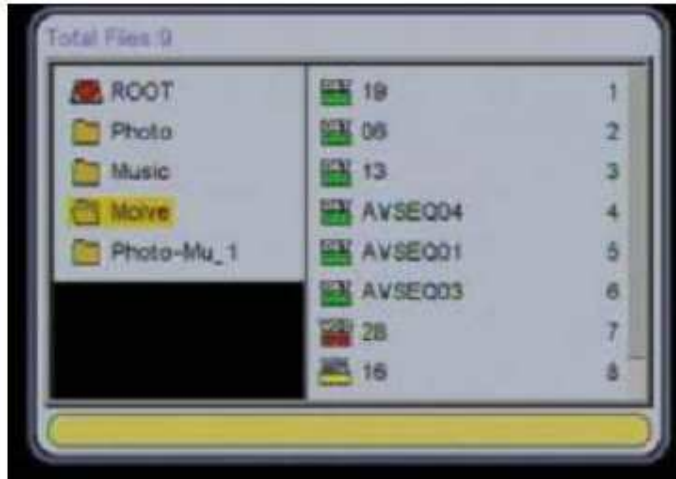 Total Files:9
ROOT
Photo
Music
Moive
Photo-Mu_1
19 1
06 2
13 3
AVSEQ04 4
AVSEQ01 5
AVSEQ03 6
28 7
16 8